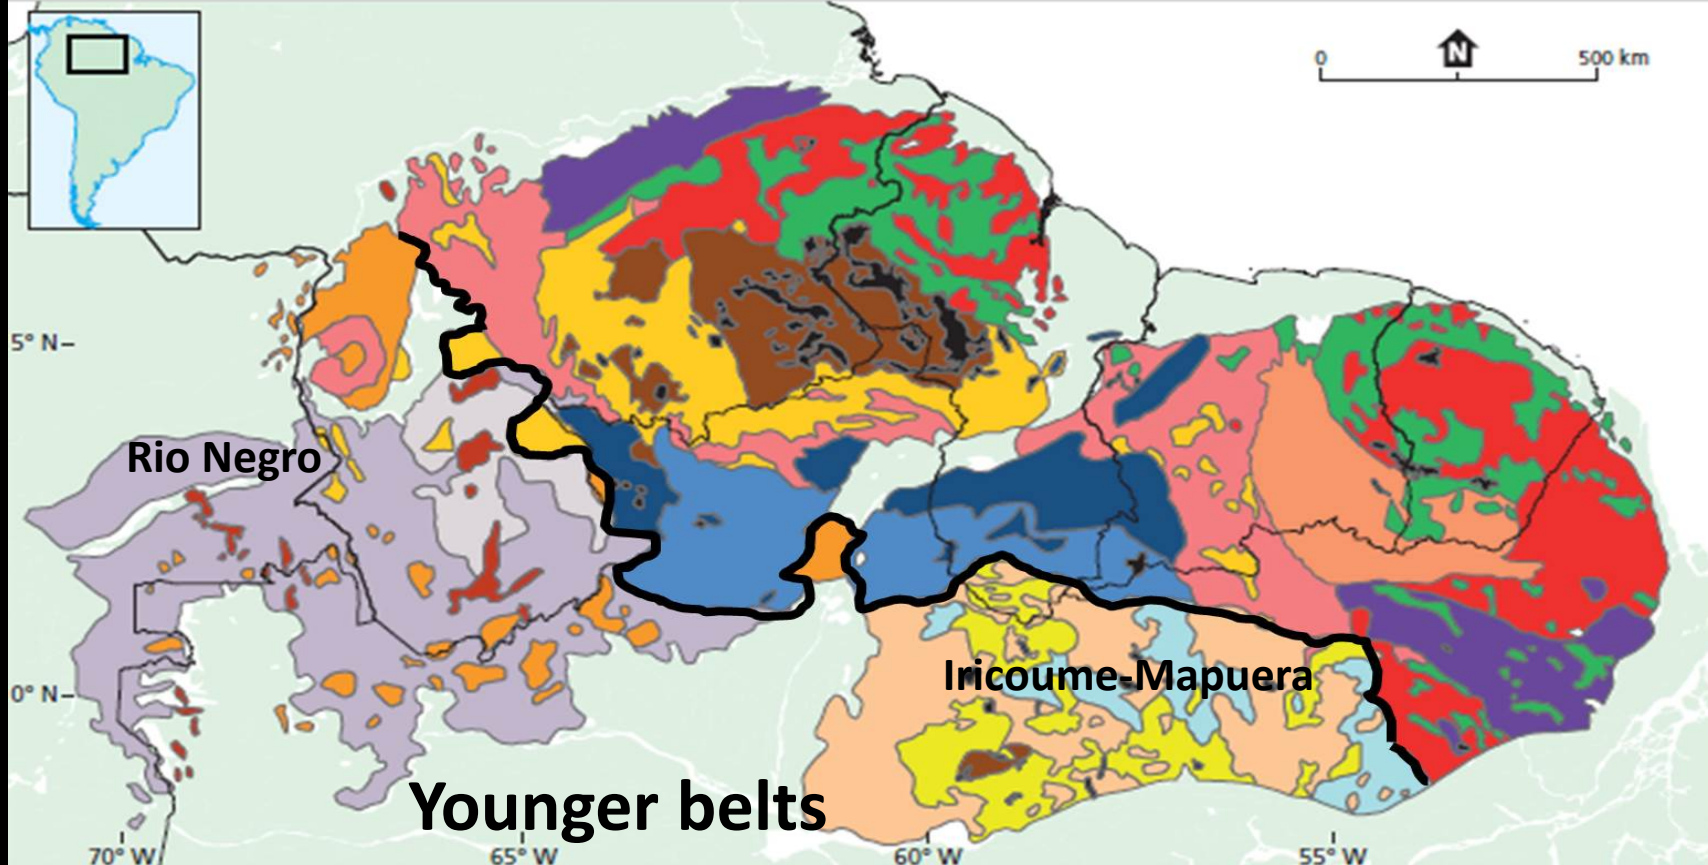 N
0
500 km
5° N
Rio Negro
Iricoume-Mapuera
0° N
Younger belts
70° W
65° W
60° W
55° W